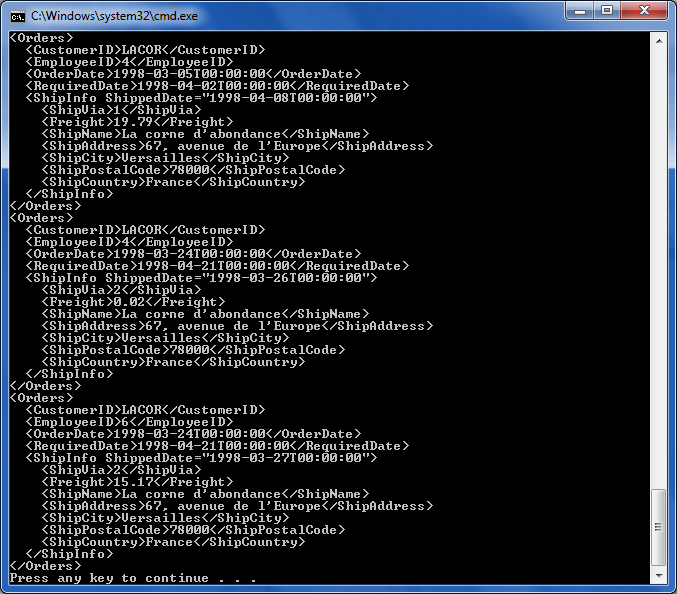 C:\Windows\system32\cmd.exe
<Orders>
  <CustomerID>LACOR</CustomerID>
  <EmployeeID>4</EmployeeID>
  <OrderDate>1998-03-05T00:00:00</OrderDate>
  <RequiredDate>1998-04-02T00:00:00</RequiredDate>
  <ShipInfo ShippedDate="1998-04-08T00:00:00">
    <ShipVia>1</ShipVia>
    <Freight>19.79</Freight>
    <ShipName>La corne d'abondance</ShipName>
    <ShipAddress>67, avenue de l'Europe</ShipAddress>
    <ShipCity>Versailles</ShipCity>
    <ShipPostalCode>78000</ShipPostalCode>
    <ShipCountry>France</ShipCountry>
  </ShipInfo>
</Orders>
<Orders>
  <CustomerID>LACOR</CustomerID>
  <EmployeeID>4</EmployeeID>
  <OrderDate>1998-03-24T00:00:00</OrderDate>
  <RequiredDate>1998-04-21T00:00:00</RequiredDate>
  <ShipInfo ShippedDate="1998-03-26T00:00:00">
    <ShipVia>2</ShipVia>
    <Freight>0.02</Freight>
    <ShipName>La corne d'abondance</ShipName>
    <ShipAddress>67, avenue de l'Europe</ShipAddress>
    <ShipCity>Versailles</ShipCity>
    <ShipPostalCode>78000</ShipPostalCode>
    <ShipCountry>France</ShipCountry>
  </ShipInfo>
</Orders>
<Orders>
  <CustomerID>LACOR</CustomerID>
  <EmployeeID>6</EmployeeID>
  <OrderDate>1998-03-24T00:00:00</OrderDate>
  <RequiredDate>1998-04-21T00:00:00</RequiredDate>
  <ShipInfo ShippedDate="1998-03-27T00:00:00">
    <ShipVia>2</ShipVia>
    <Freight>15.17</Freight>
    <ShipName>La corne d'abondance</ShipName>
    <ShipAddress>67, avenue de l'Europe</ShipAddress>
    <ShipCity>Versailles</ShipCity>
    <ShipPostalCode>78000</ShipPostalCode>
    <ShipCountry>France</ShipCountry>
  </ShipInfo>
</Orders>
Press any key to continue . . .